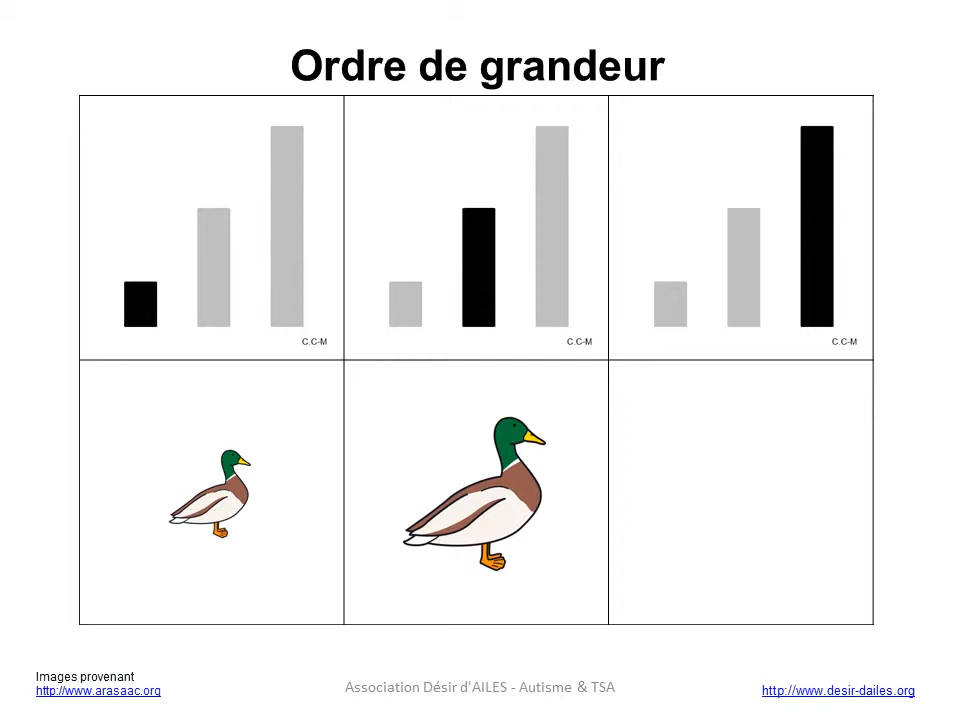 Ordre de grandeur
C.C-M
C.C-M
C.C-M
Images provenant
http://www.arasaac.org
Association Désir d'AILES - Autisme & TSA
http://www.desir-dailes.org